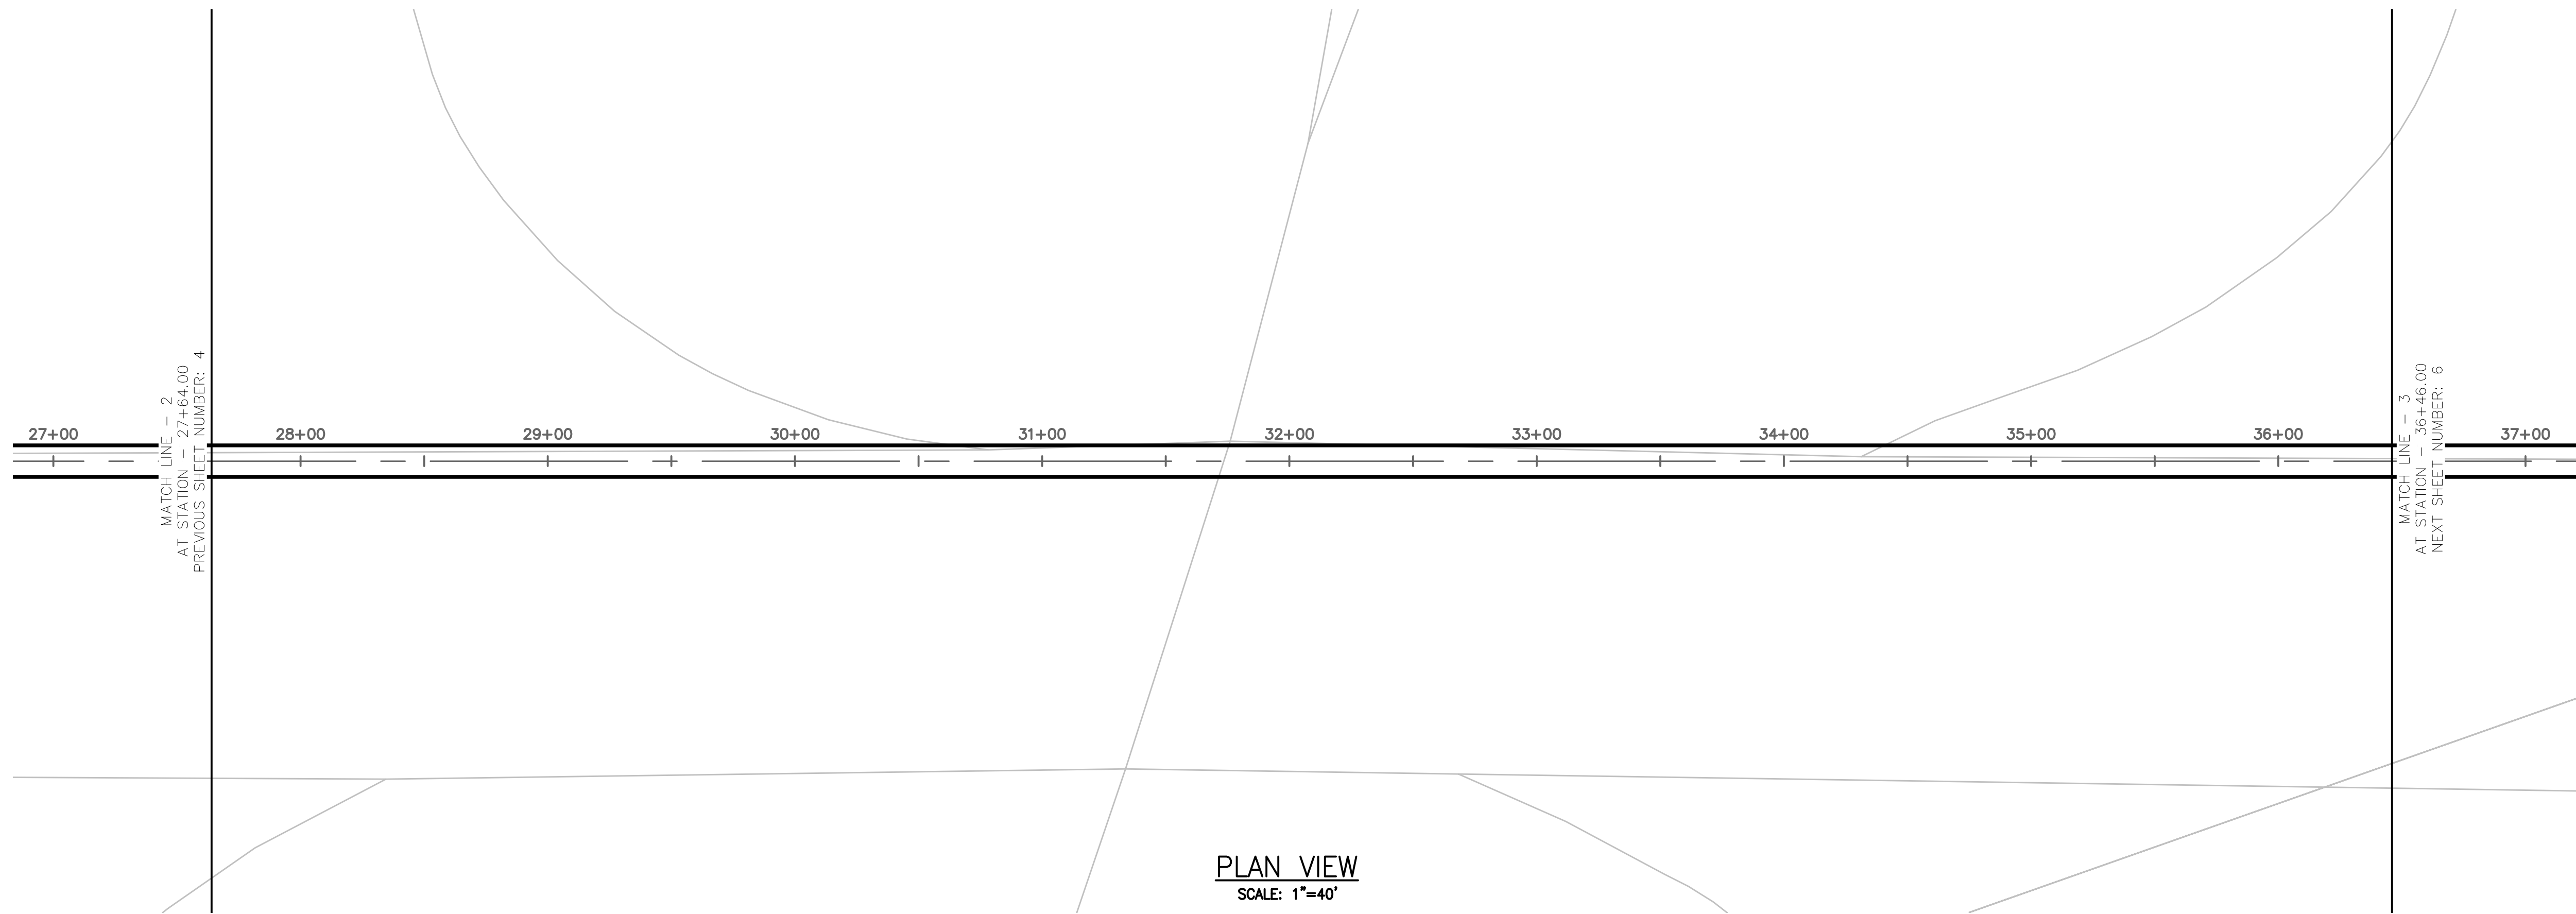 27+00
MATCH LINE - 2
AT STATION - 27+64.00
PREVIOUS SHEET NUMBER: 4
28+00
29+00
30+00
31+00
32+00
33+00
34+00
35+00
36+00
MATCH LINE - 3
AT STATION - 36+46.00
NEXT SHEET NUMBER: 6
37+00
PLAN VIEW
SCALE: 1"=40'